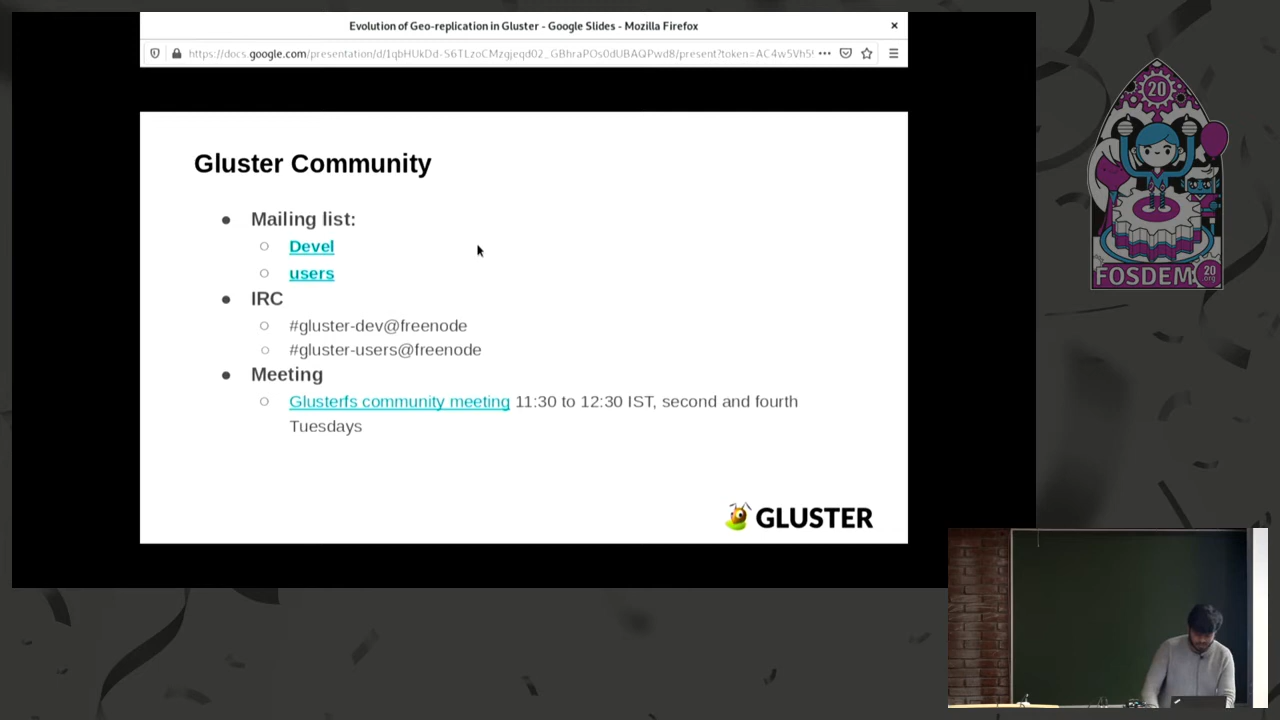 Evolution of Geo-replication in Gluster - Google Slides - Mozilla Firefox
Gluster Community
Mailing list:
Devel
users
IRC
#gluster-dev@freenode
#gluster-users@freenode
Meeting
Glusterfs community meeting 11:30 to 12:30 IST, second and fourth
Tuesdays
GLUSTER
20
FOSDEM
20
.org